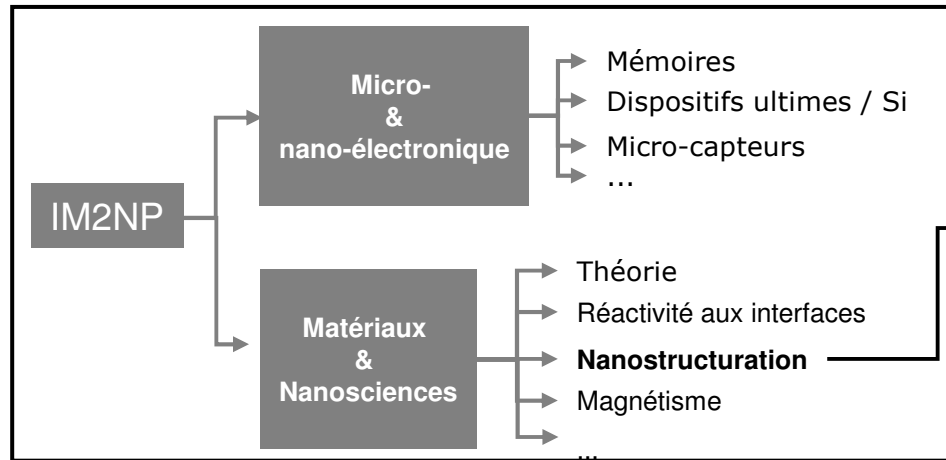 IM2NP
Micro-
&
nano-électronique
Mémoires
Dispositifs ultimes / Si
Micro-capteurs
...
Matériaux
&
Nanosciences
Théorie
Réactivité aux interfaces
Nanostructuration
Magnétisme
...